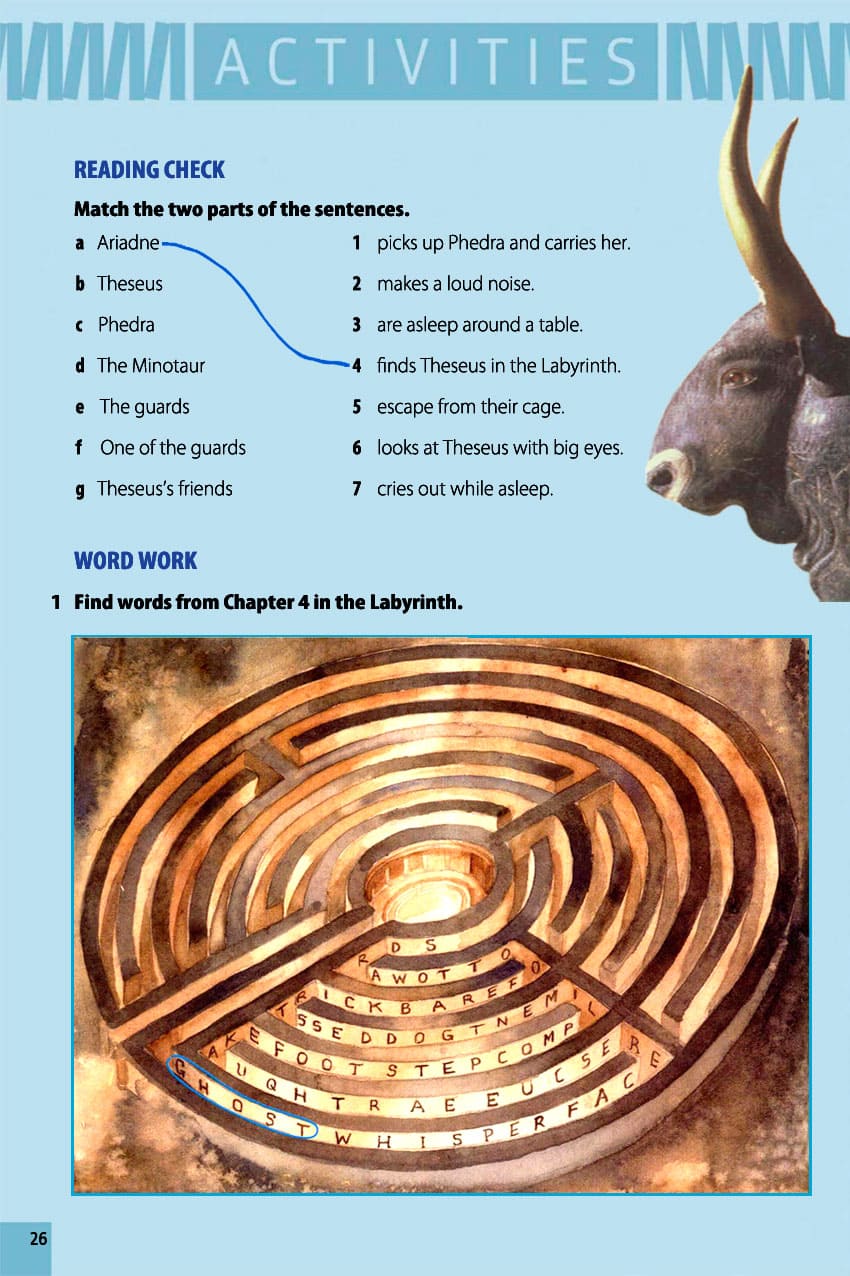 ACTIVITIES
READING CHECK
Match the two parts of the sentences.
a Ariadne
1 picks up Phedra and carries her.
b Theseus
2 makes a loud noise.
c Phedra
3 are asleep around a table.
d The Minotaur
4 finds Theseus in the Labyrinth.
e The guards
5 escape from their cage.
f One of the guards
6 looks at Theseus with big eyes.
g Theseus's friends
7 cries out while asleep.
WORD WORK
1 Find words from Chapter 4 in the Labyrinth.
R D S
A W O T T O
T R I C K B A R E F O
S S E D D O G T N E M I L
A K E F O O T S T E P C O M P
U Q H T R A E E U C S E R
G H O S T W H I S P E R F A C E
26